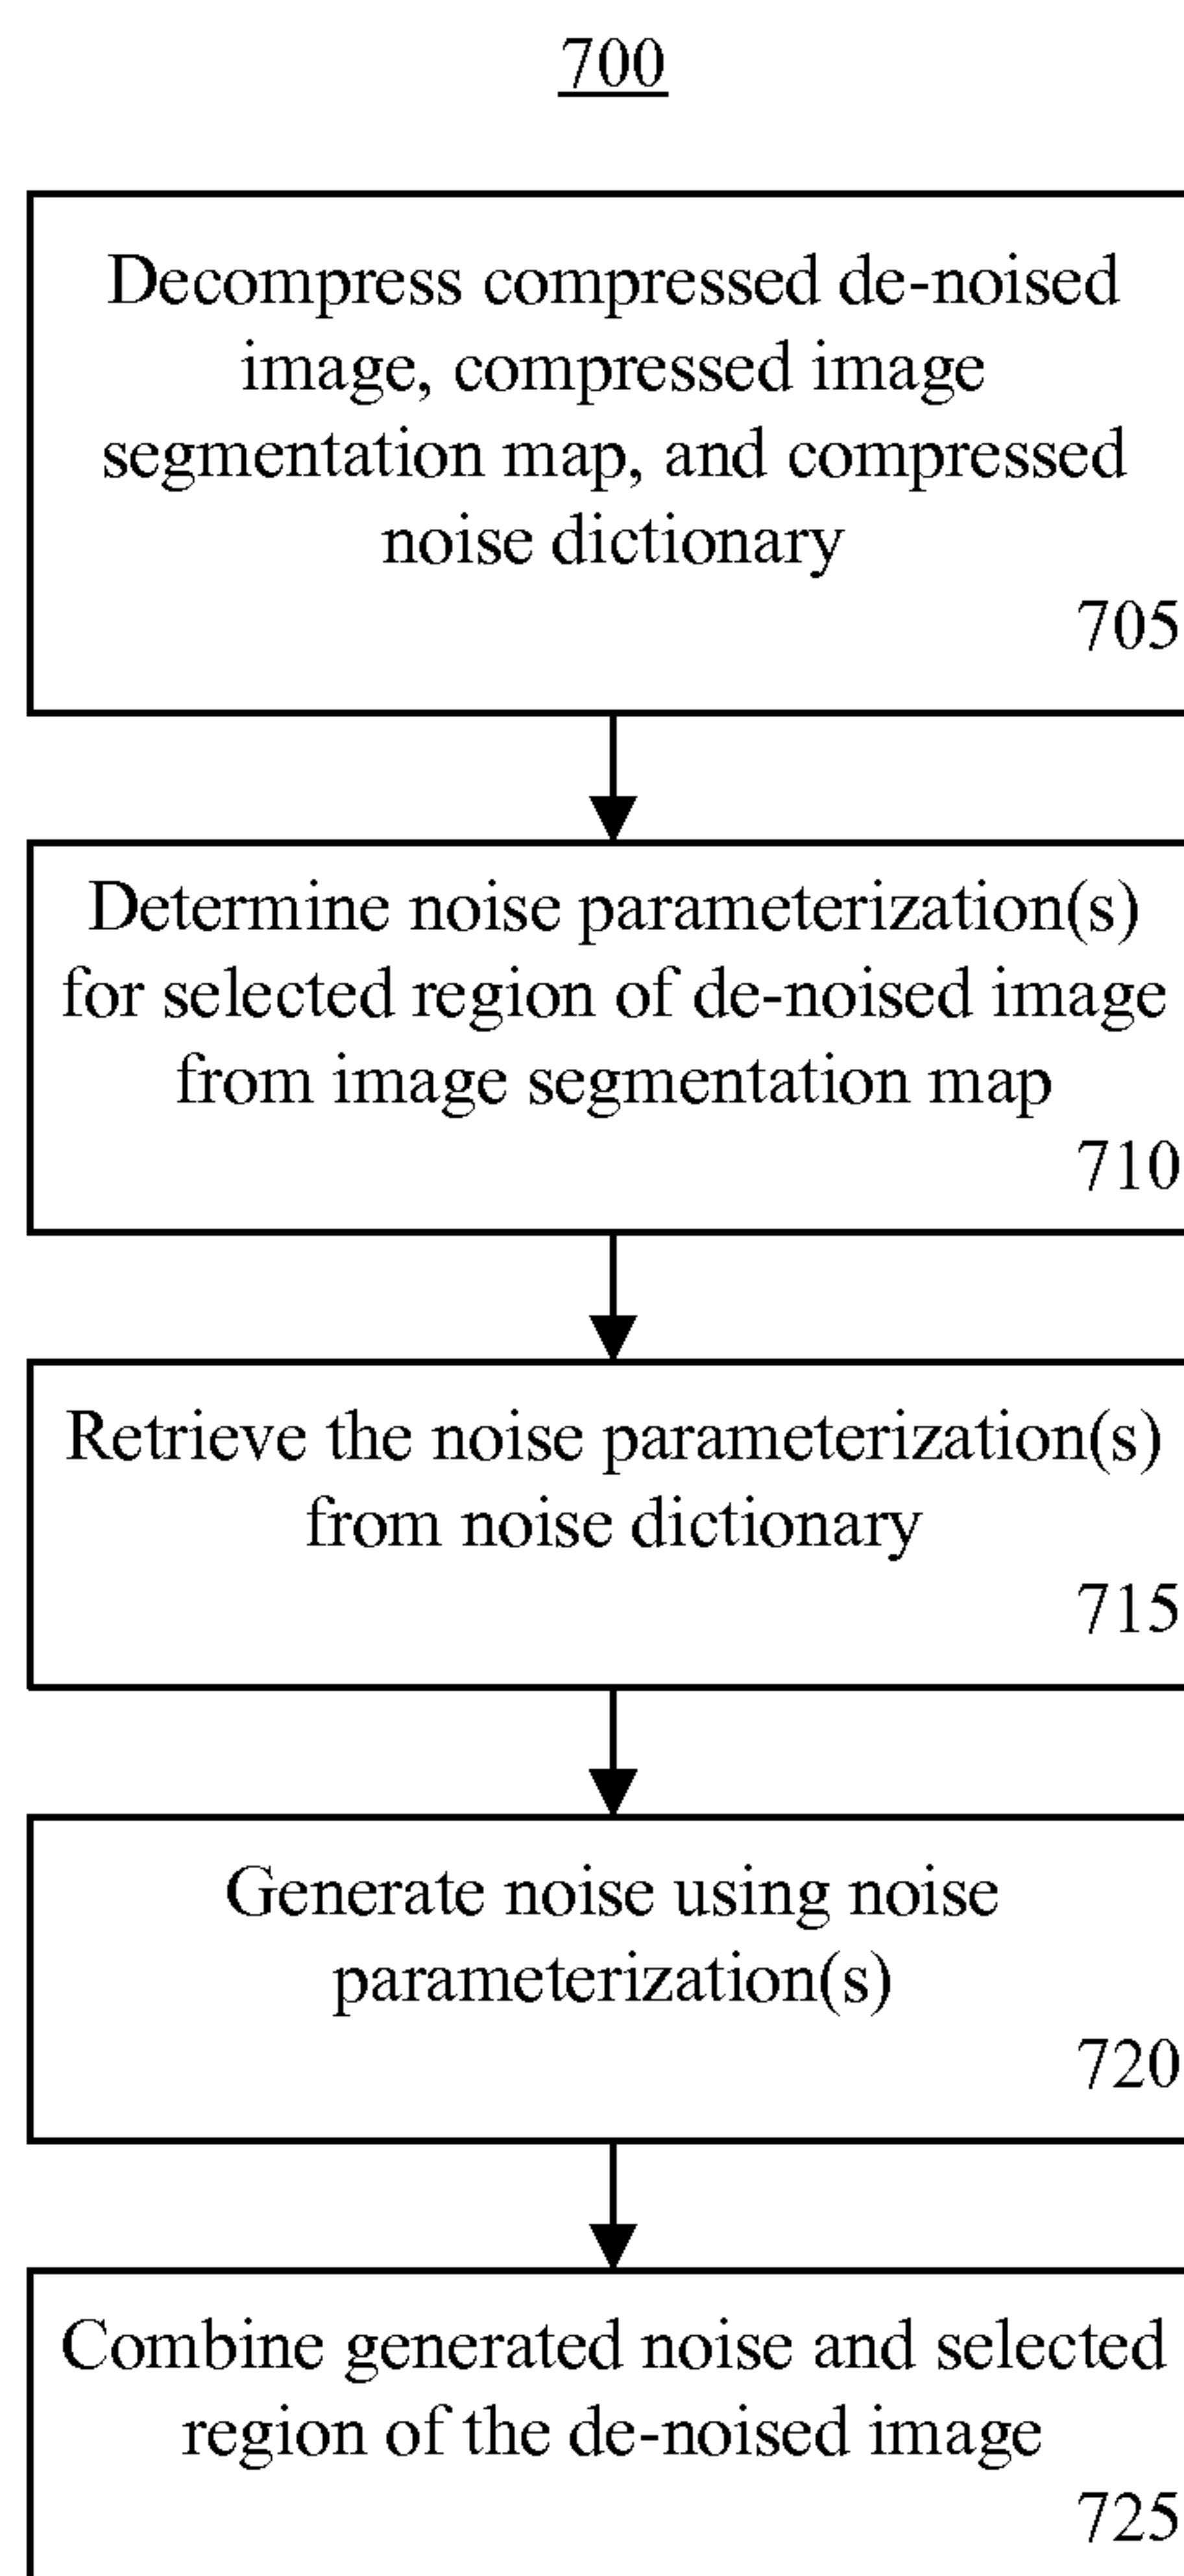 700
Decompress compressed de-noised
image, compressed image
segmentation map, and compressed
noise dictionary
705
Determine noise parameterization(s)
for selected region of de-noised image
from image segmentation map
710
Retrieve the noise parameterization(s)
from noise dictionary
715
Generate noise using noise
parameterization(s)
720
Combine generated noise and selected
region of the de-noised image
725